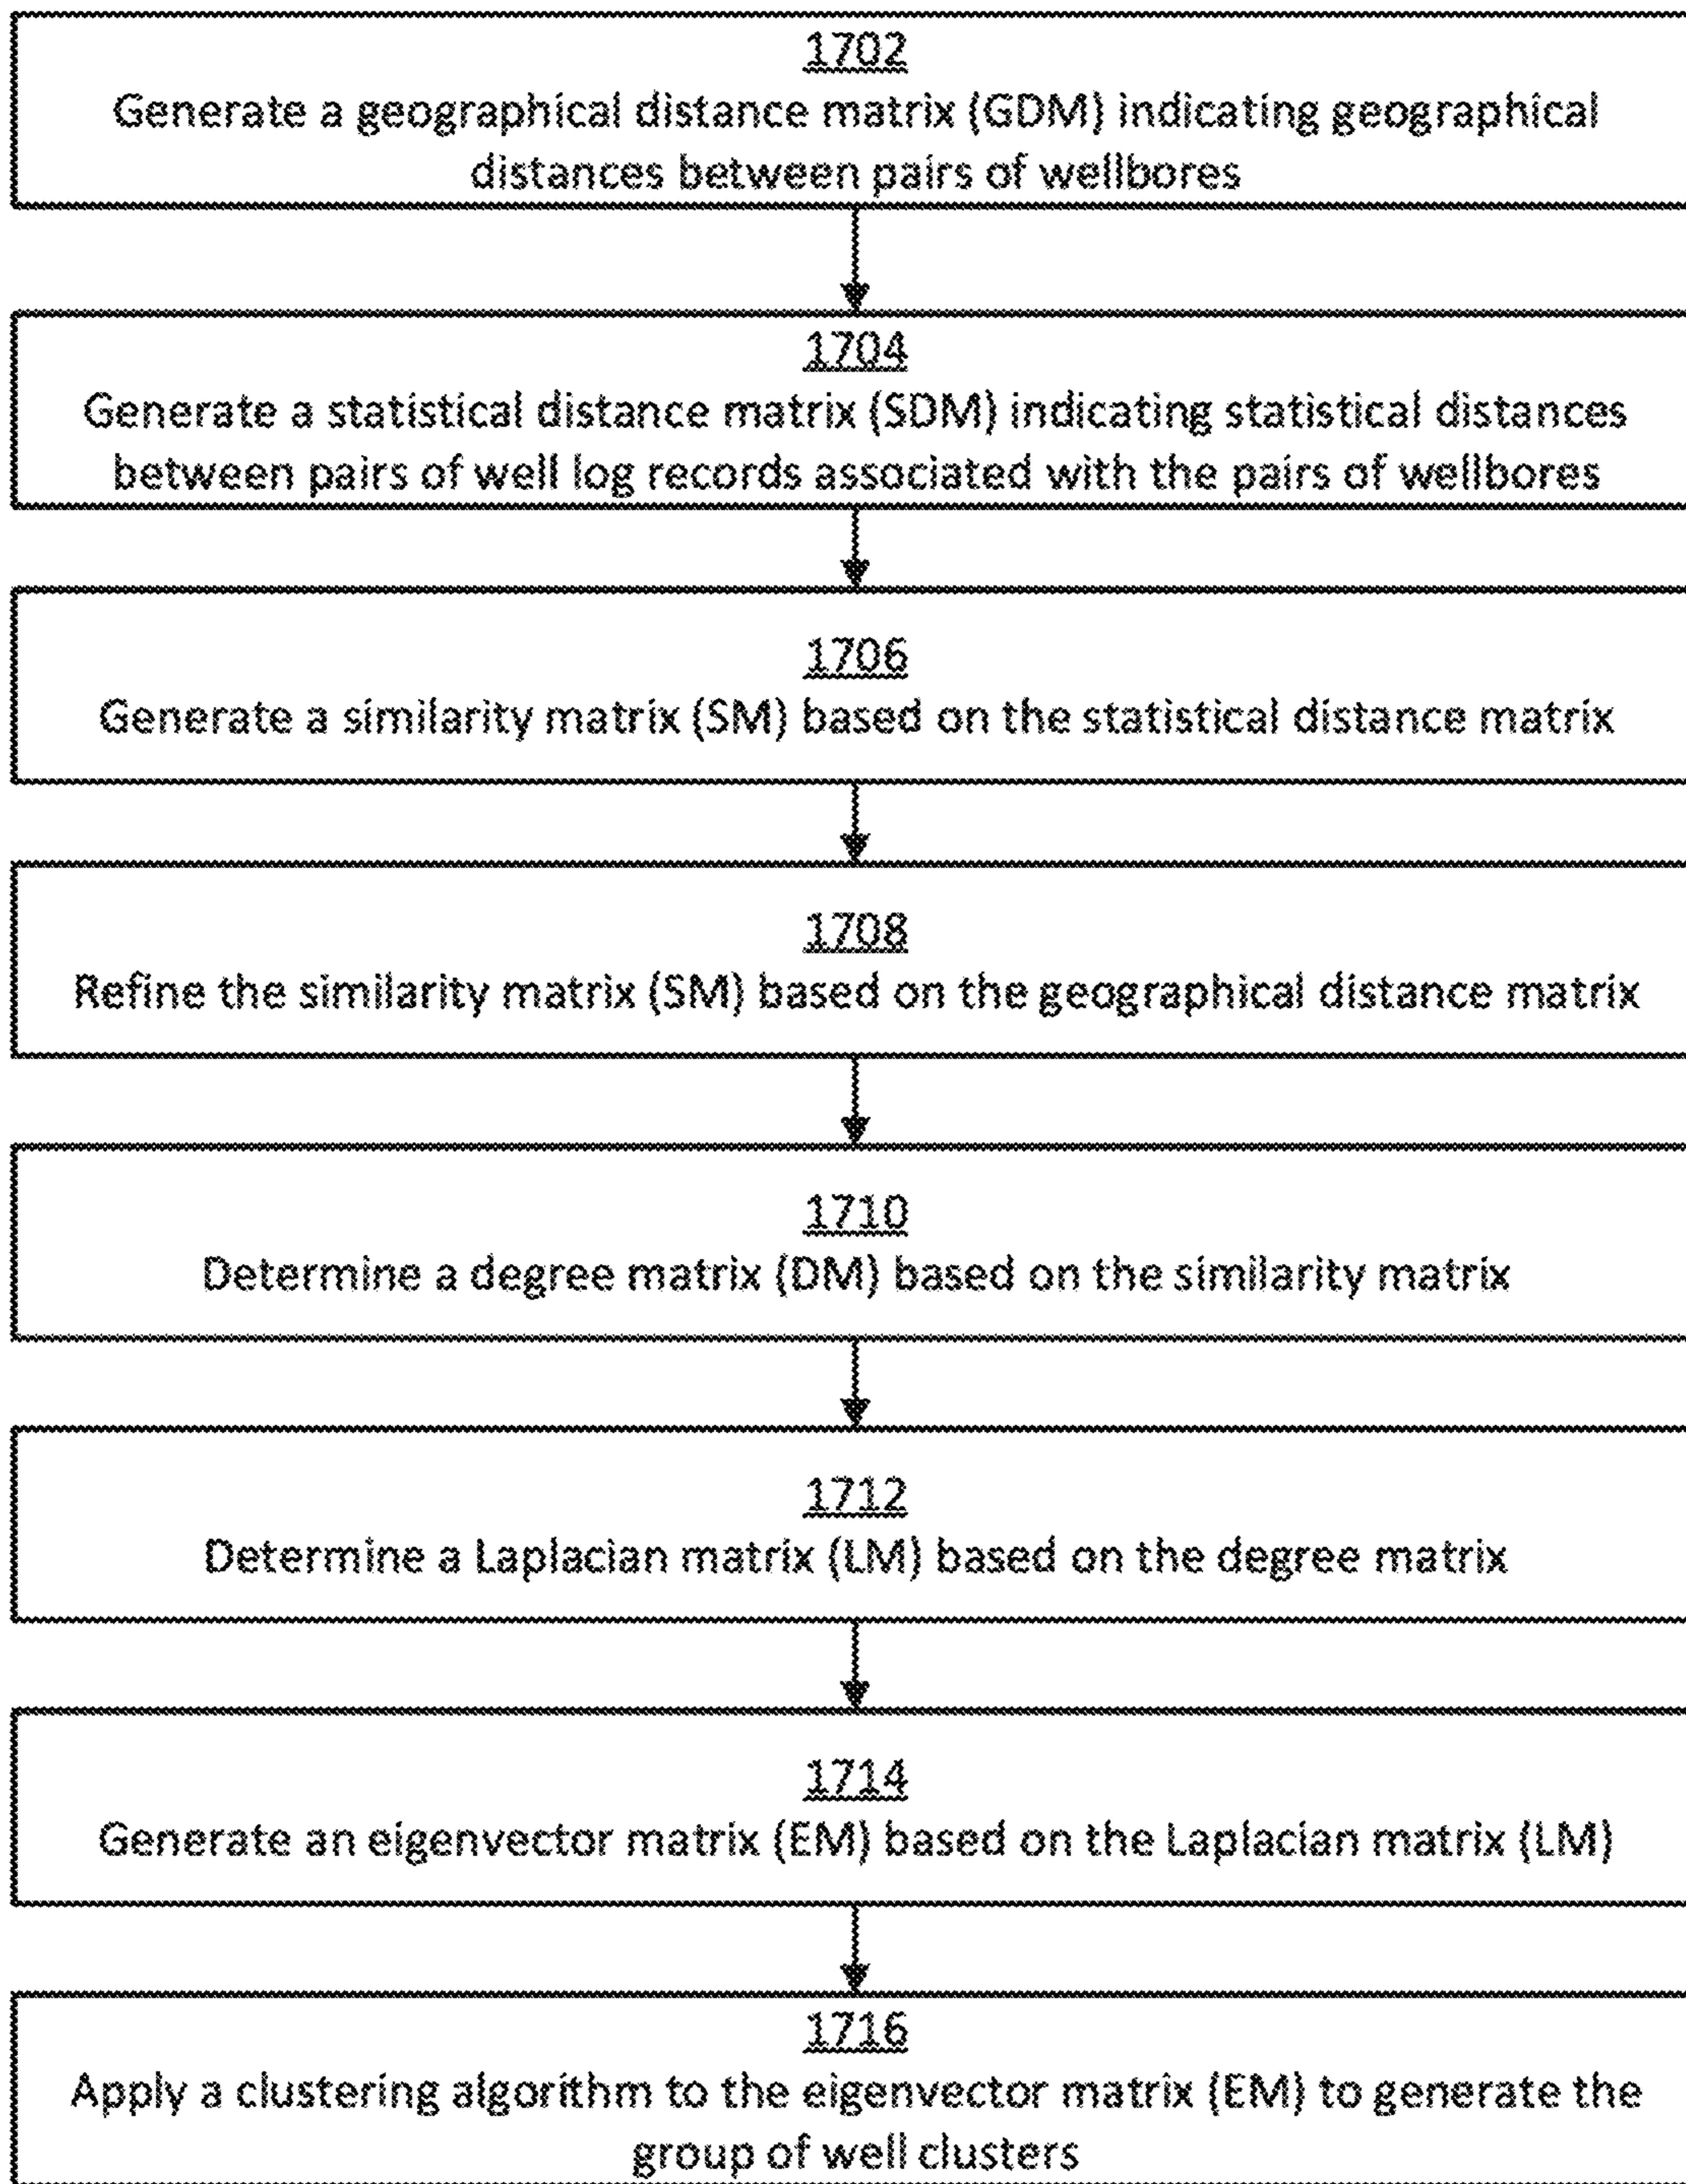 1702
Generate a geographical distance matrix (GDM) indicating geographical
distances between pairs of wellbores
1704
Generate a statistical distance matrix (SDM) indicating statistical distances
between pairs of well log records associated with the pairs of wellbores
1706
Generate a similarity matrix (SM) based on the statistical distance matrix
1708
Refine the similarity matrix (SM) based on the geographical distance matrix
1710
Determine a degree matrix (DM) based on the similarity matrix
1712
Determine a Laplacian matrix (LM) based on the degree matrix
1714
Generate an eigenvector matrix (EM) based on the Laplacian matrix (LM)
1716
Apply a clustering algorithm to the eigenvector matrix (EM) to generate the
group of well clusters